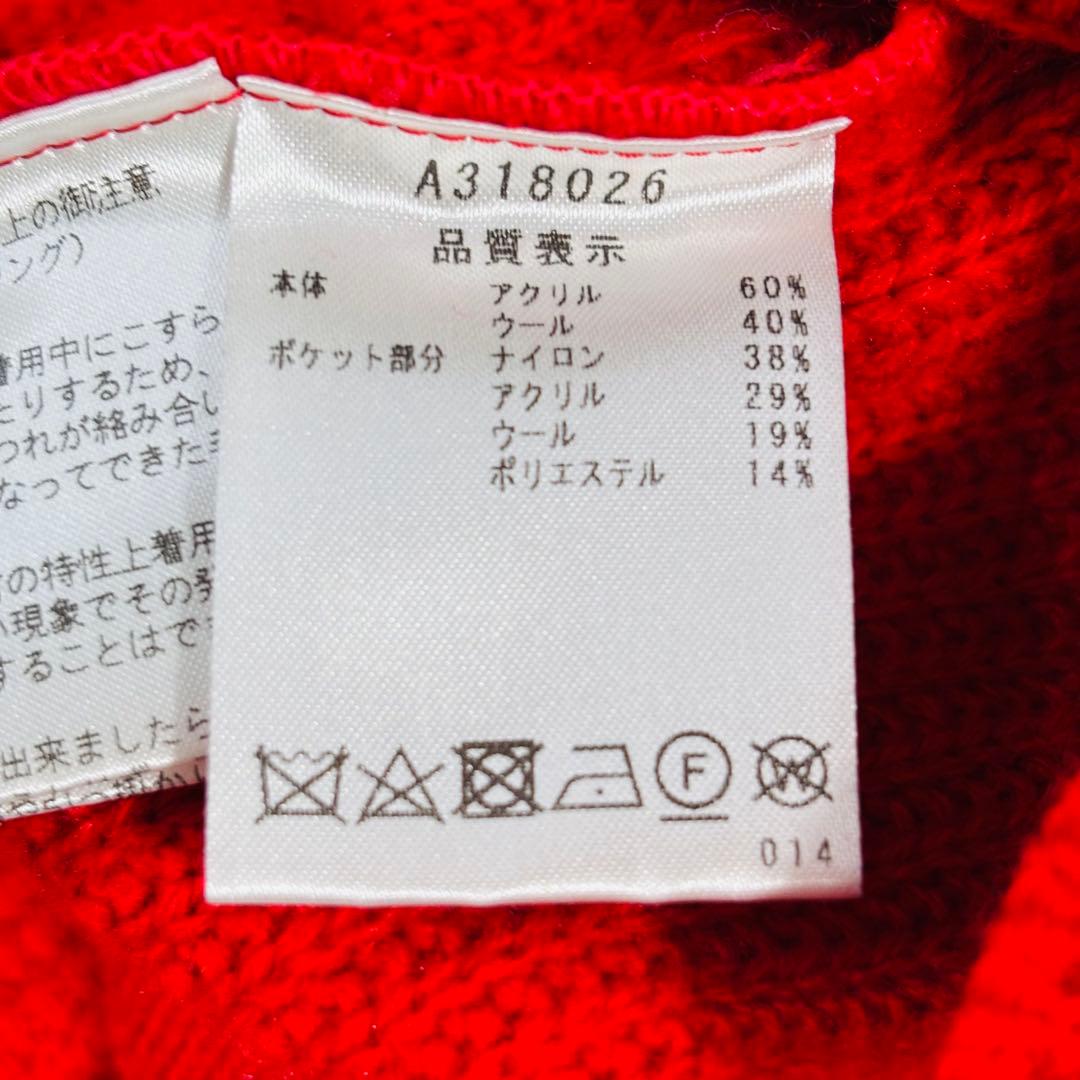 上の御注意
ング)
着用中にこすら
たりするため、
つれが絡み合い
なってできた
の特性上着用
い現象でその発
することはで
出来ましたら
A318026
品質表示
本体 アクリル 60%
ウール 40%
ポケット部分 ナイロン 38%
アクリル 29%
ウール 19%
ポリエステル 14%
F W
014